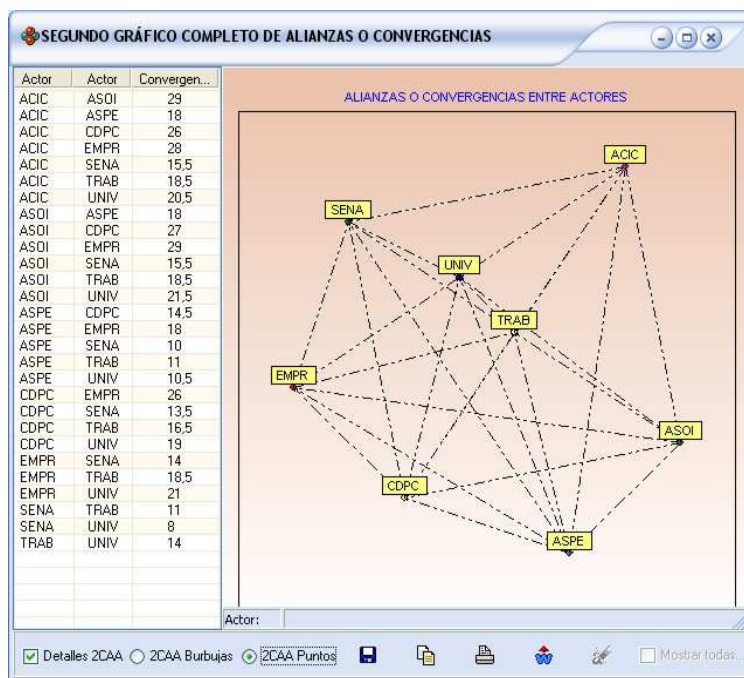 SEGUNDO GRÁFICO COMPLETO DE ALIANZAS O CONVERGENCIAS
Actor Actor Convergen...
ACIC ASOI 29
ACIC ASPE 18
ACIC CDPC 26
ACIC EMPR 28
ACIC SENA 15,5
ACIC TRAB 18,5
ACIC UNIV 20,5
ASOI ASPE 18
ASOI CDPC 27
ASOI EMPR 29
ASOI SENA 15,5
ASOI TRAB 18,5
ASOI UNIV 21,5
ASPE CDPC 14,5
ASPE EMPR 18
ASPE SENA 10
ASPE TRAB 11
ASPE UNIV 10,5
CDPC EMPR 26
CDPC SENA 13,5
CDPC TRAB 16,5
CDPC UNIV 19
EMPR SENA 14
EMPR TRAB 18,5
EMPR UNIV 21
SENA TRAB 11
SENA UNIV 8
TRAB UNIV 14
ALIANZAS O CONVERGENCIAS ENTRE ACTORES
ACIC
SENA
UNIV
TRAB
EMPR
ASOI
CDPC
ASPE
Actor:
Detalles 2CAA 2CAA Burbujas 2CAA Puntos Mostrar todas...